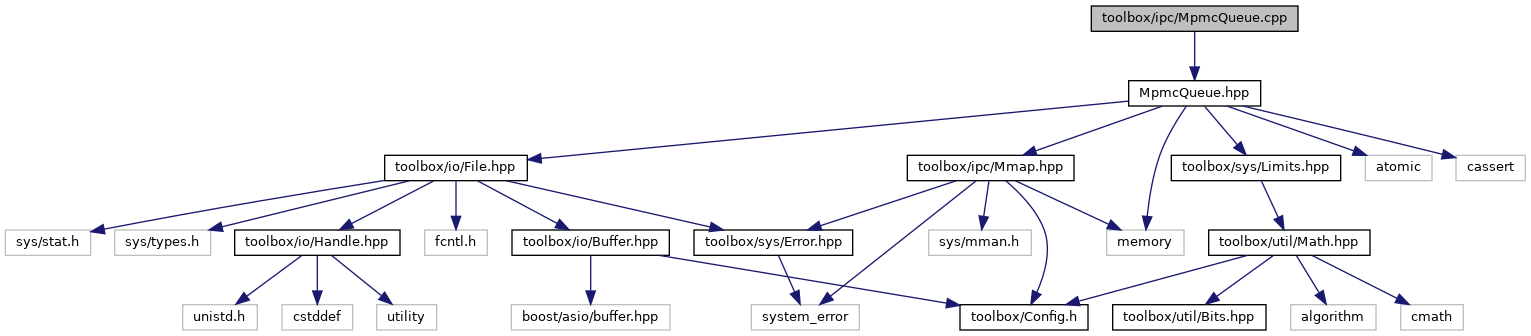 toolbox/ipc/MpmcQueue.cpp
MpmcQueue.hpp
toolbox/io/File.hpp
toolbox/ipc/Mmap.hpp
toolbox/sys/Limits.hpp
atomic
cassert
sys/stat.h
sys/types.h
toolbox/io/Handle.hpp
fcntl.h
toolbox/io/Buffer.hpp
toolbox/sys/Error.hpp
sys/mman.h
memory
toolbox/util/Math.hpp
unistd.h
cstddef
utility
boost/asio/buffer.hpp
system_error
toolbox/Config.h
toolbox/util/Bits.hpp
algorithm
cmath